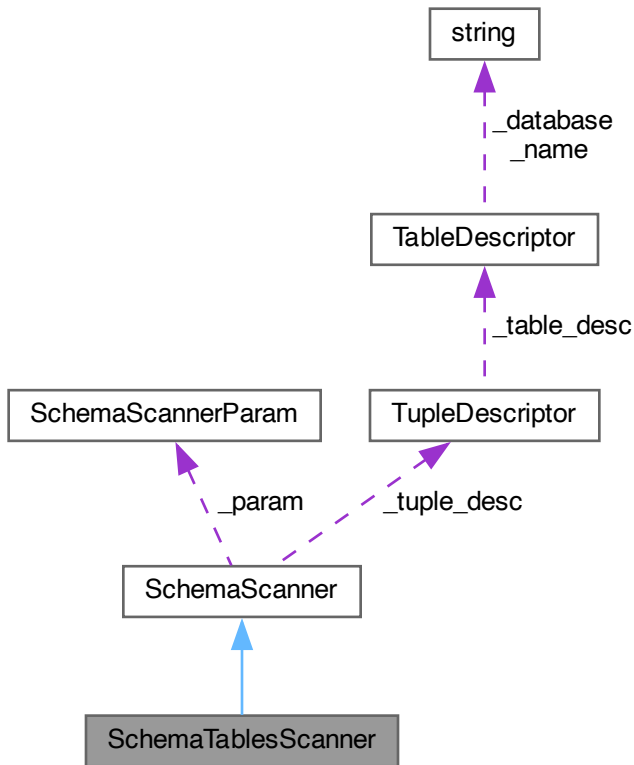 string
_database
_name
TableDescriptor
_table_desc
SchemaScannerParam
TupleDescriptor
_param
_tuple_desc
SchemaScanner
SchemaTablesScanner